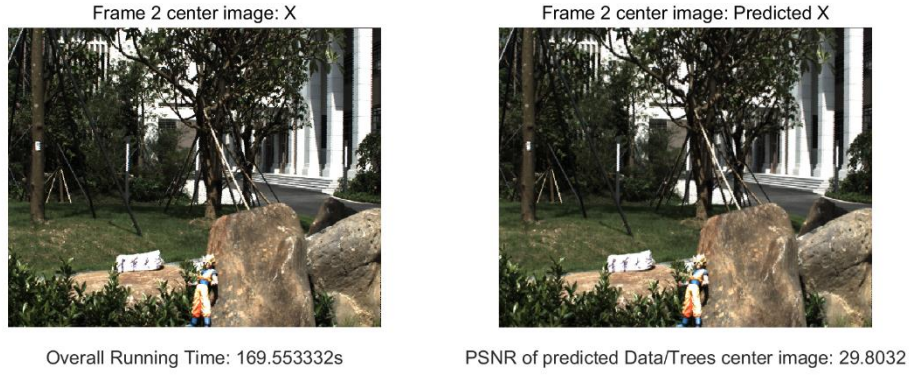 Frame 2 center image: X
Frame 2 center image: Predicted X
Overall Running Time: 169.553332s
PSNR of predicted Data/Trees center image: 29.8032